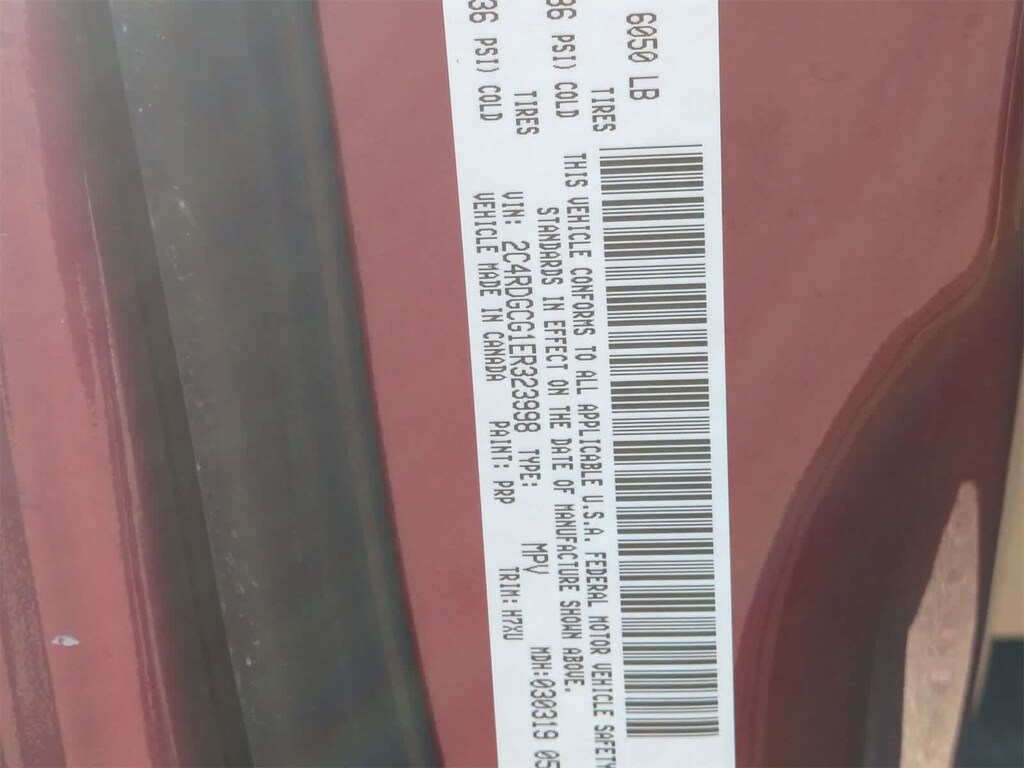 6050 LB
36 PSI) COLD TIRES
36 PSI) COLD TIRES
THIS VEHICLE CONFORMS TO ALL APPLICABLE U.S.A. FEDERAL MOTOR VEHICLE SAFETY
STANDARDS IN EFFECT ON THE DATE OF MANUFACTURE SHOWN ABOVE.
VIN: 2C4RDGCG1ER323998 TYPE: MPV MDH:030319 05
VEHICLE MADE IN CANADA PAINT: PRP TRIM: M7XU